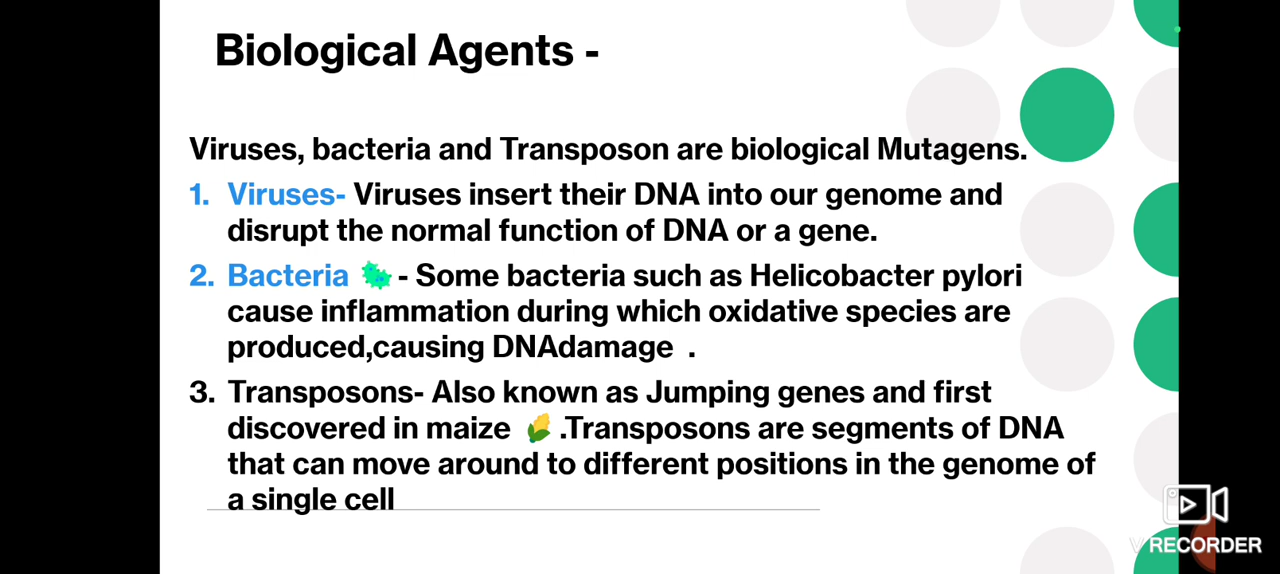 Biological Agents -
Viruses, bacteria and Transposon are biological Mutagens.
1. Viruses- Viruses insert their DNA into our genome and
disrupt the normal function of DNA or a gene.
2. Bacteria 🦠 - Some bacteria such as Helicobacter pylori
cause inflammation during which oxidative species are
produced,causing DNAdamage .
3. Transposons- Also known as Jumping genes and first
discovered in maize 🌽 .Transposons are segments of DNA
that can move around to different positions in the genome of
a single cell
V RECORDER